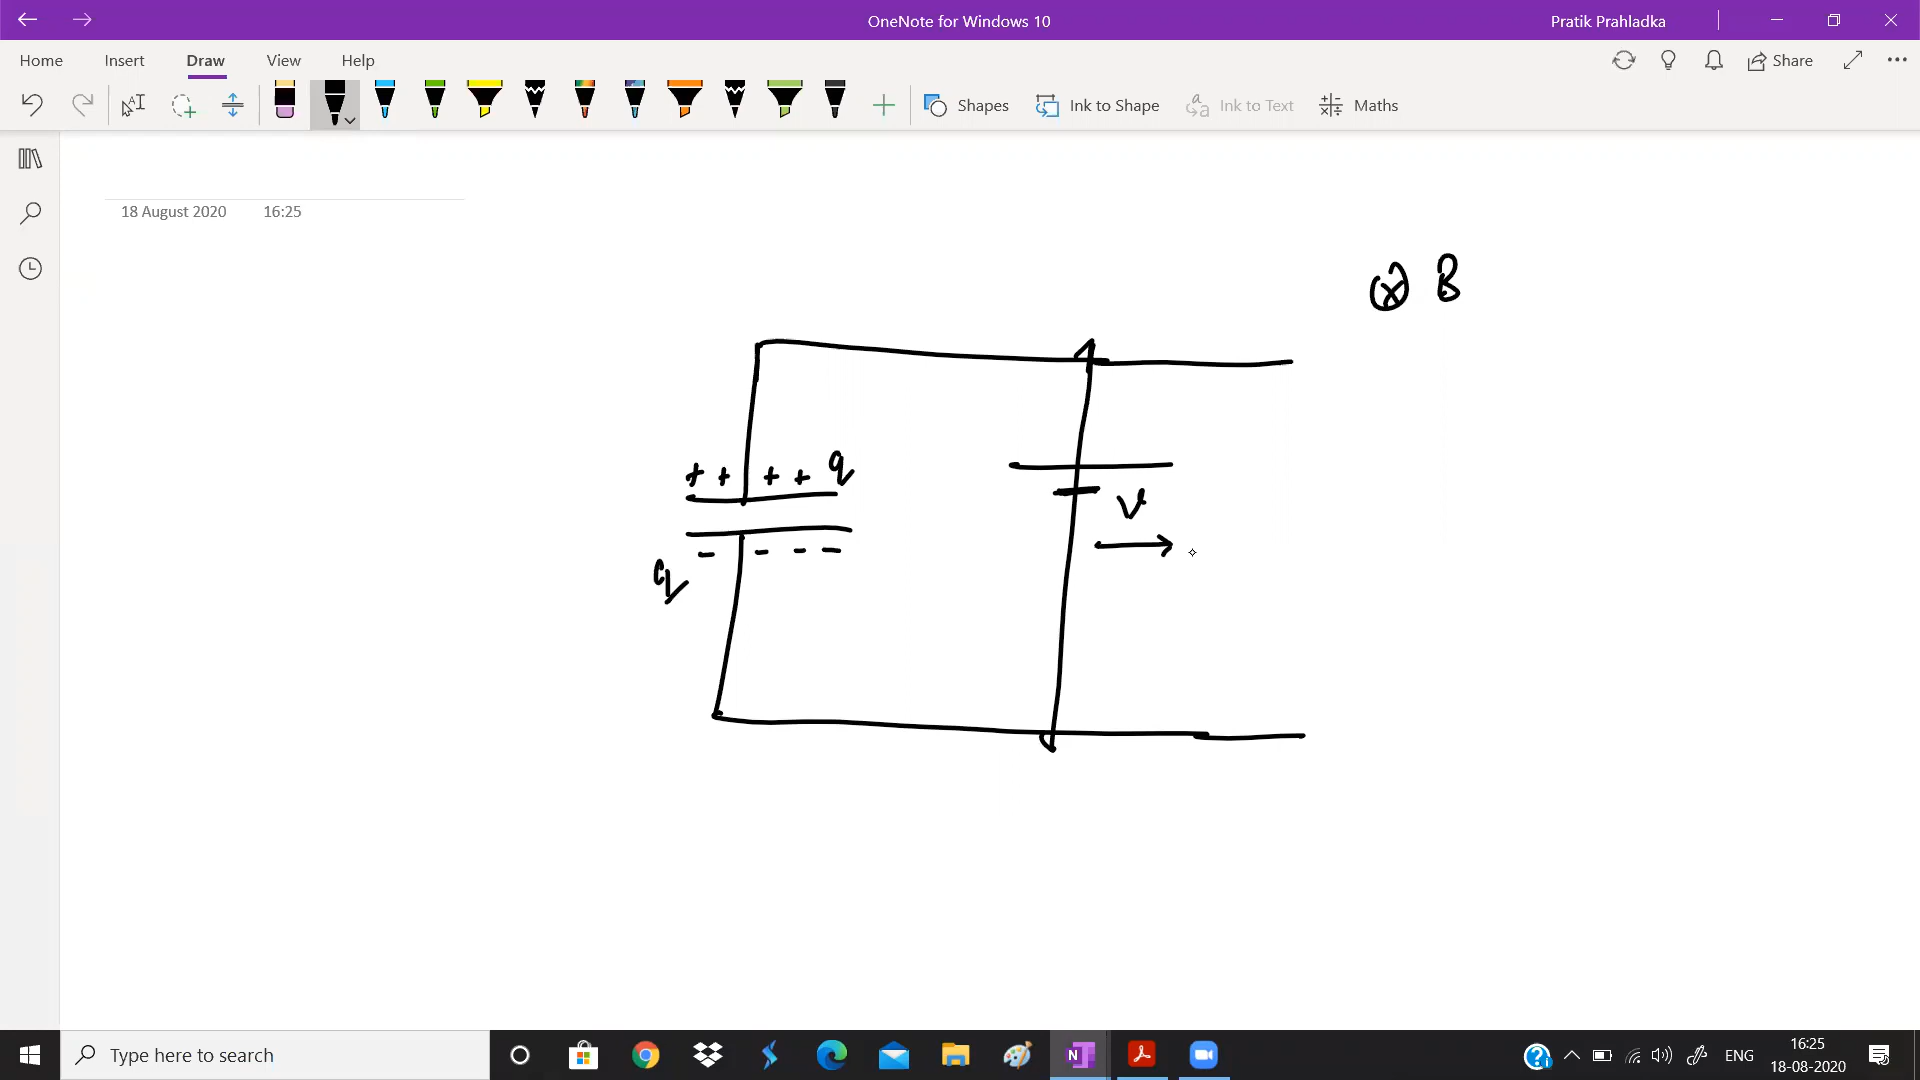 OneNote for Windows 10
Pratik Prahladka
Home Insert Draw View Help
Share
Shapes Ink to Shape Ink to Text Maths
18 August 2020 16:25
(x) B
+ + + + q
v
- - - -
q
Type here to search
ENG
16:25
18-08-2020